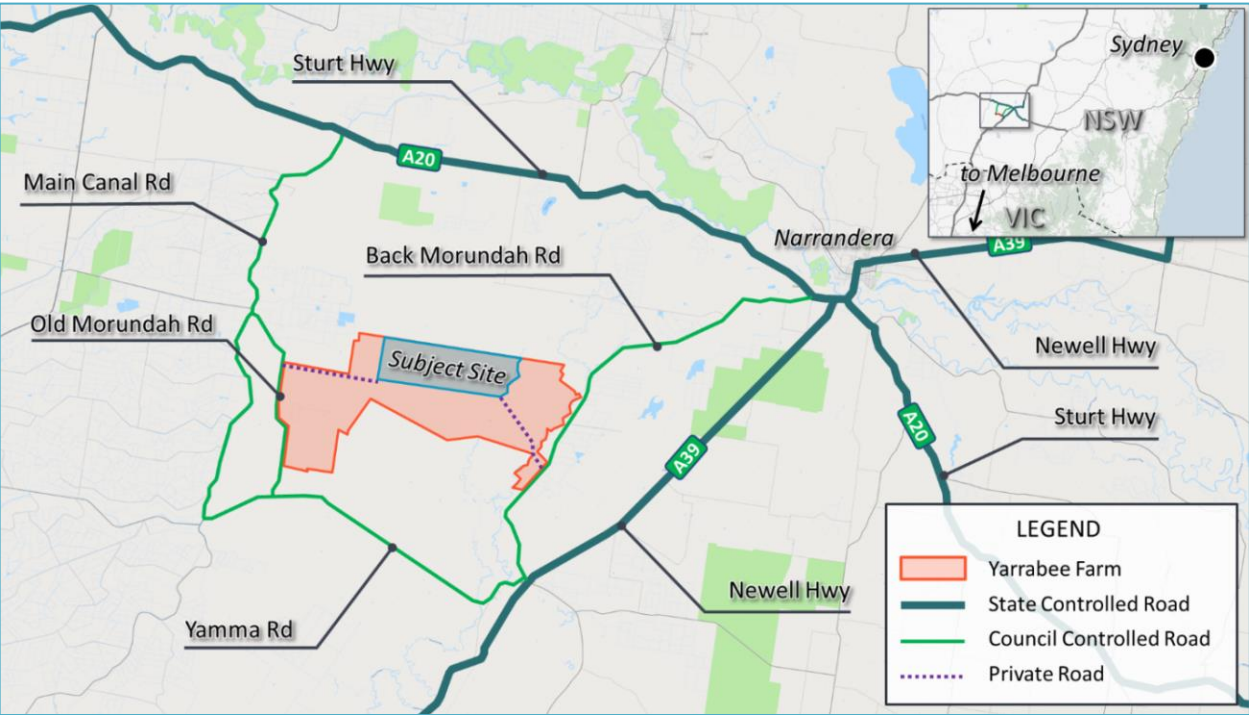 Sturt Hwy
Sydney
NSW
A20
to Melbourne
VIC
Main Canal Rd
Narrandera
A39
Back Morundah Rd
Old Morundah Rd
Newell Hwy
Subject Site
Sturt Hwy
A20
A39
Newell Hwy
Yamma Rd
LEGEND
Yarrabee Farm
State Controlled Road
Council Controlled Road
Private Road